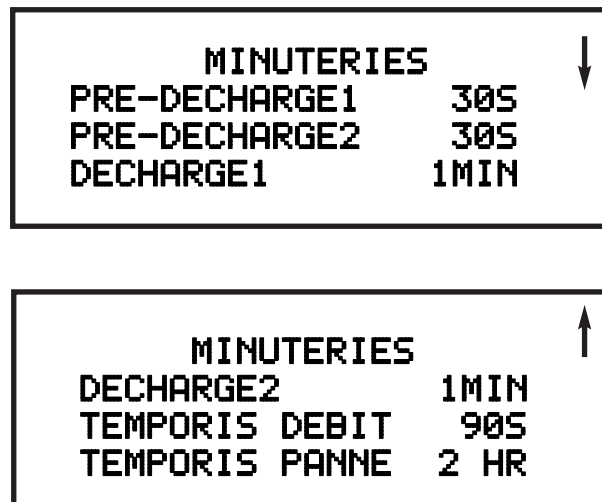 MINUTERIES
PRE-DECHARGE1 30S
PRE-DECHARGE2 30S
DECHARGE1 1MIN
MINUTERIES
DECHARGE2 1MIN
TEMPORIS DEBIT 90S
TEMPORIS PANNE 2 HR